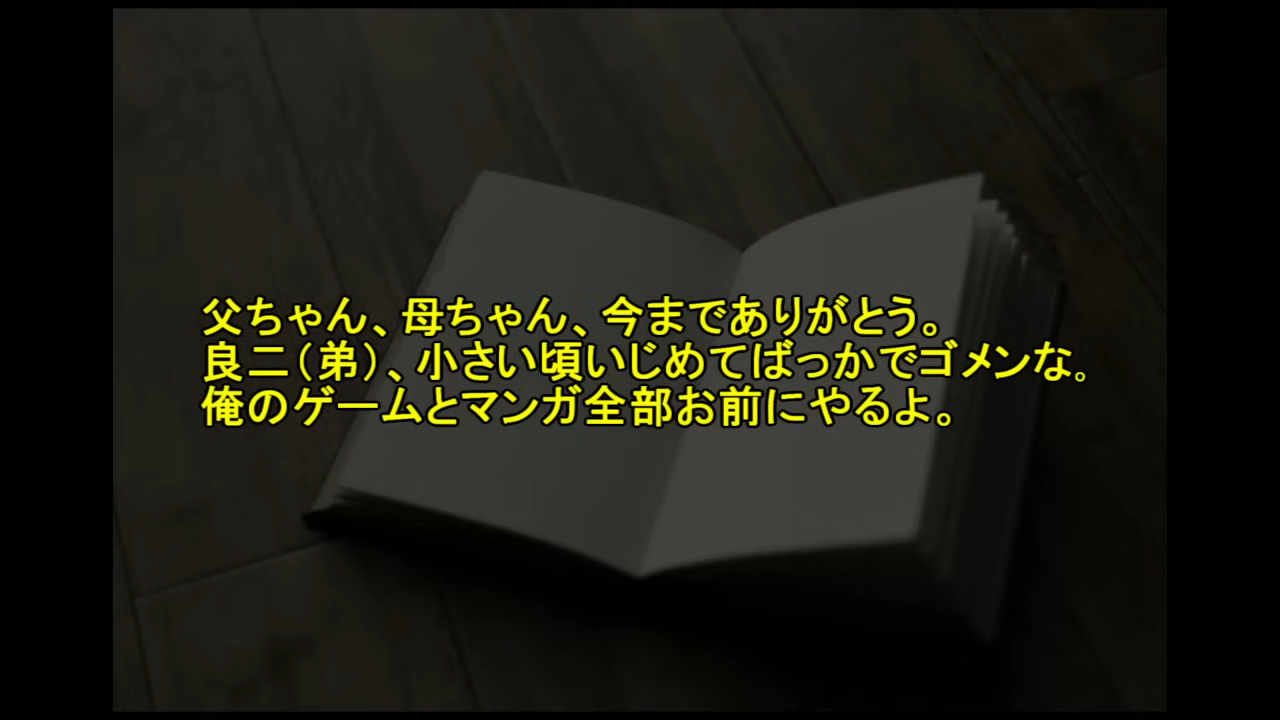 父ちゃん、母ちゃん、今までありがとう。
良二（弟）、小さい頃いじめてばっかでゴメンな。
俺のゲームとマンガ全部お前にやるよ。